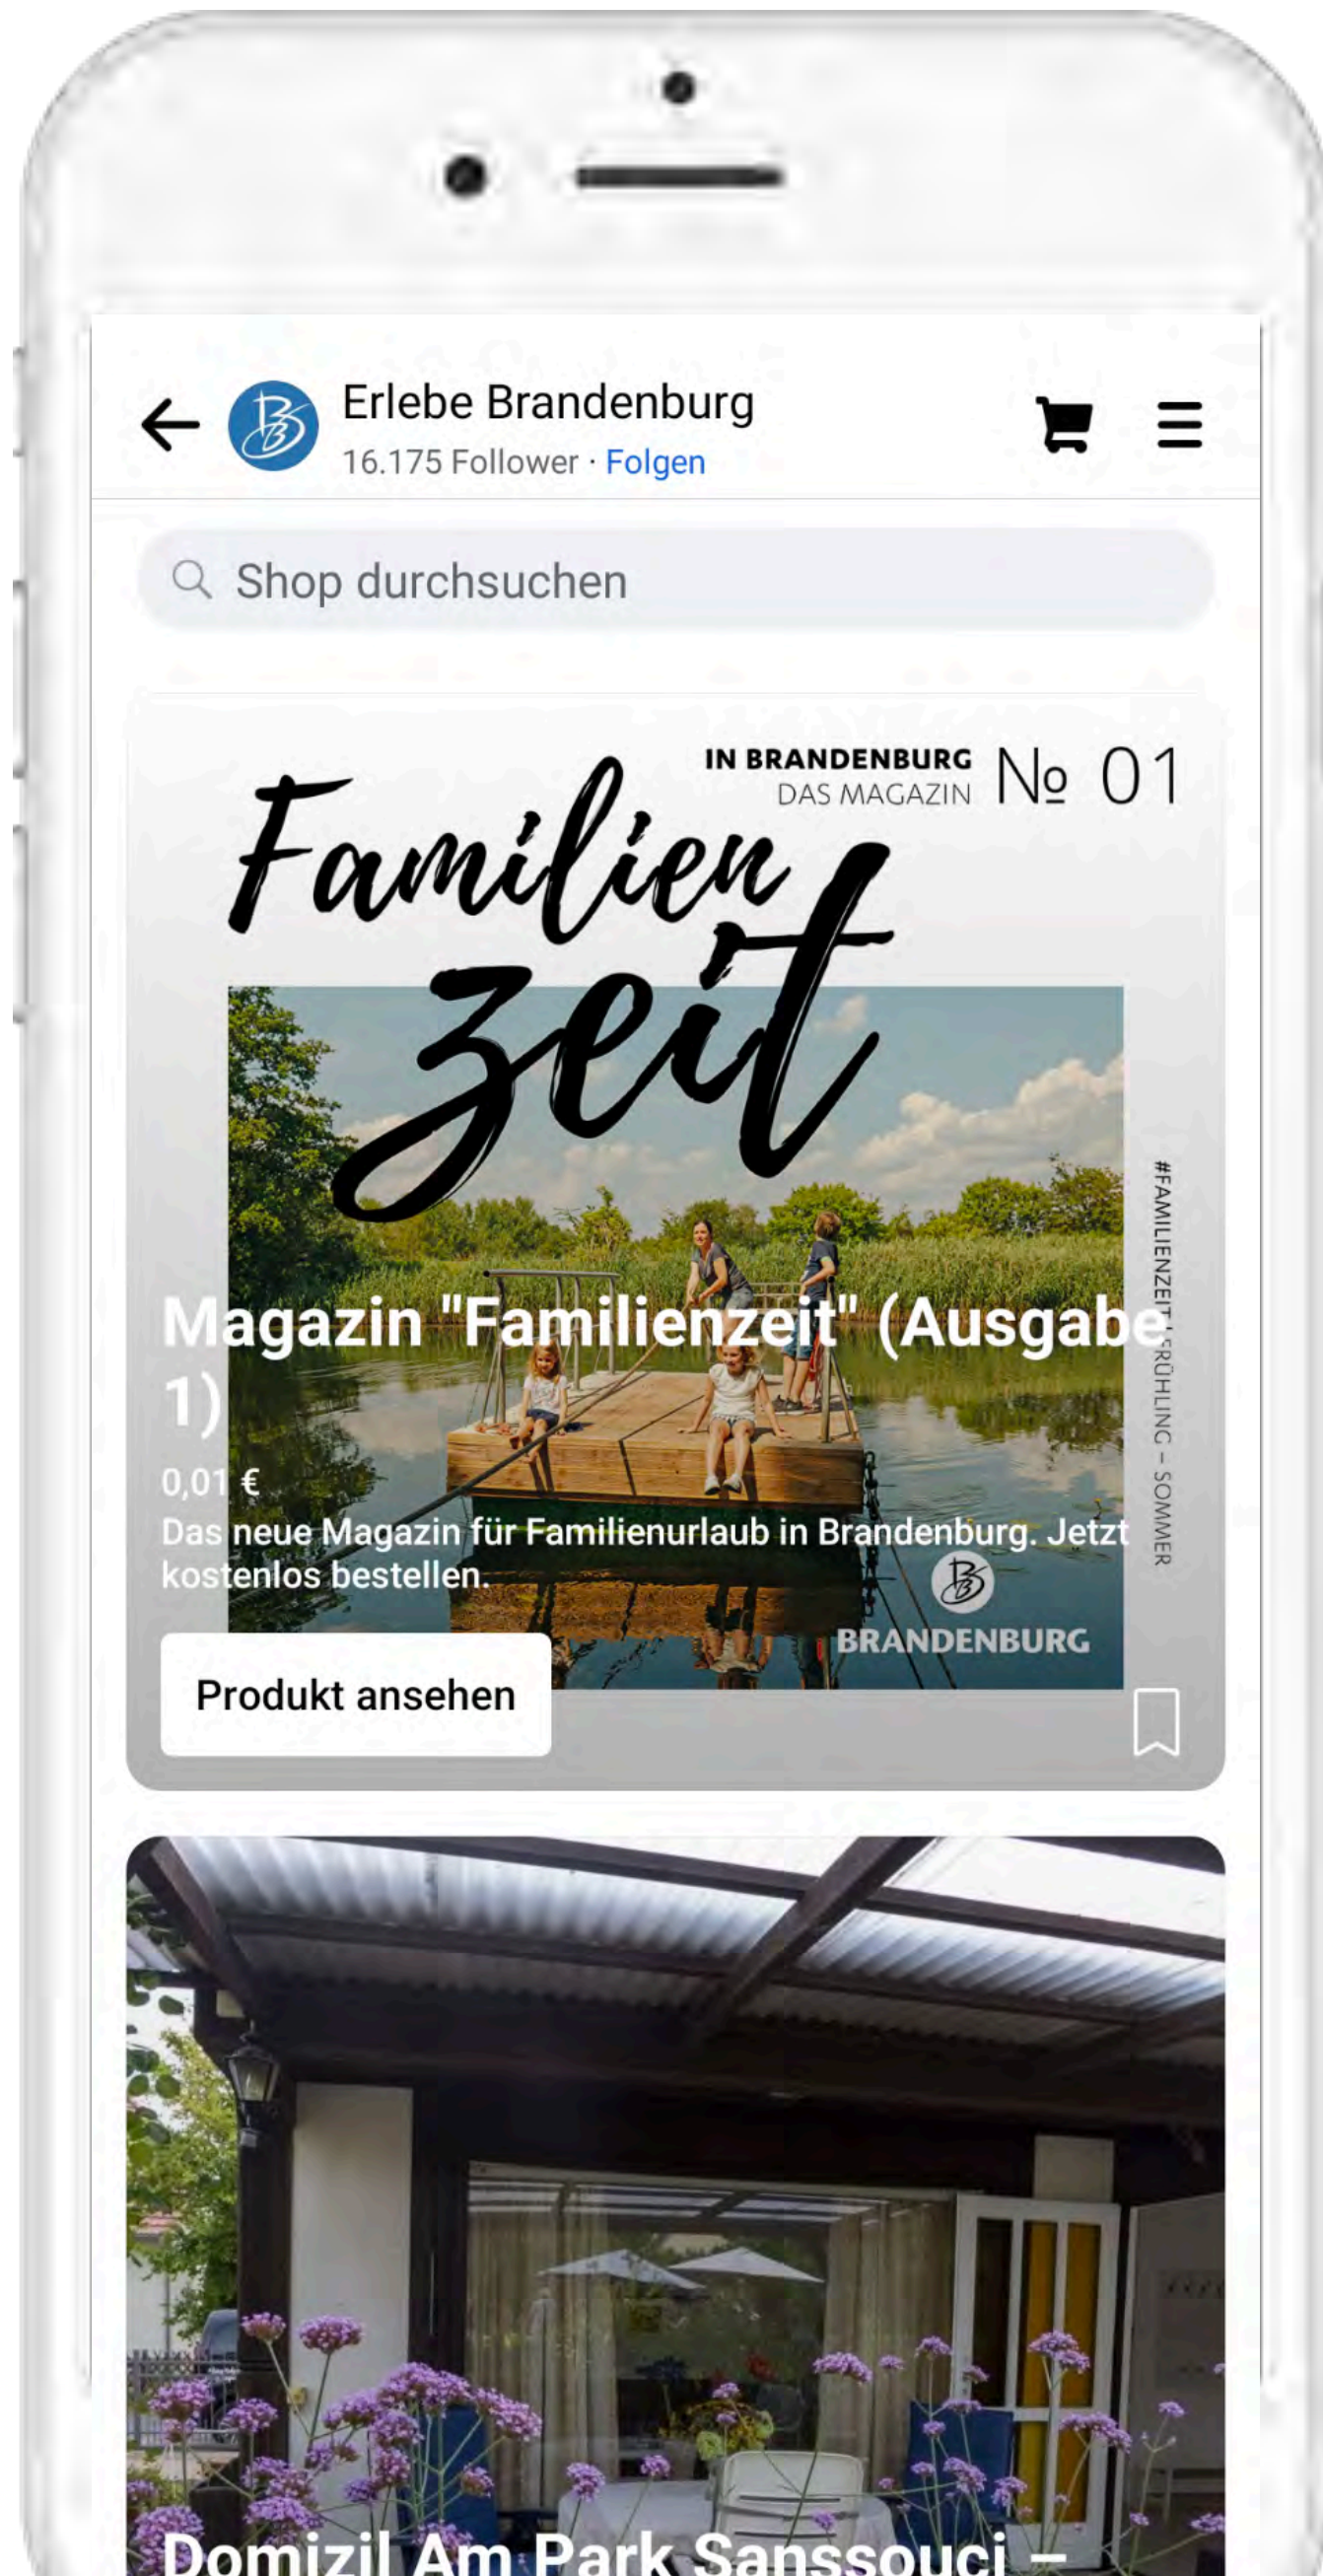 Erlebe Brandenburg
16.175 Follower · Folgen
Shop durchsuchen
IN BRANDENBURG
DAS MAGAZIN
№ 01
Familien
zeit
#FAMILIENZEIT FRÜHLING – SOMMER
Magazin "Familienzeit" (Ausgabe
1)
0,01 €
Das neue Magazin für Familienurlaub in Brandenburg. Jetzt
kostenlos bestellen.
BRANDENBURG
Produkt ansehen
Domizil Am Park Sanssouci –